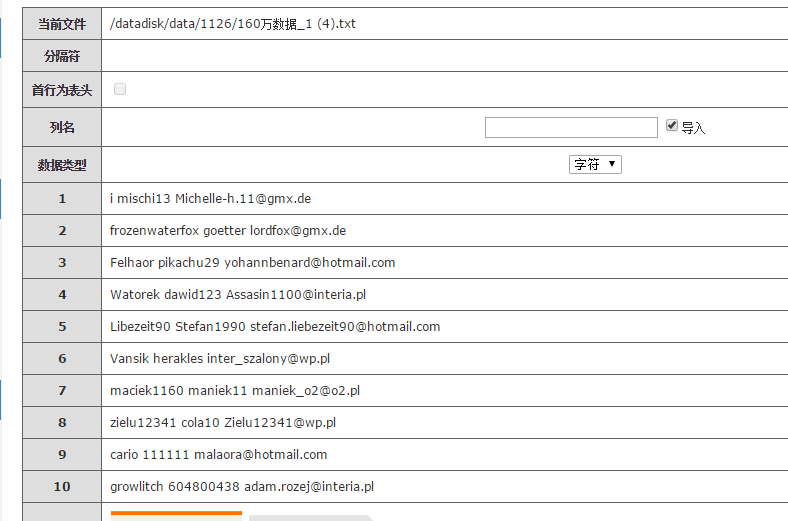 当前文件 /datadisk/data/1126/160万数据_1 (4).txt
分隔符
首行为表头
列名 导入
数据类型 字符
1 i mischi13 Michelle-h.11@gmx.de
2 frozenwaterfox goetter lordfox@gmx.de
3 Felhaor pikachu29 yohannbenard@hotmail.com
4 Watorek dawid123 Assasin1100@interia.pl
5 Libezeit90 Stefan1990 stefan.liebezeit90@hotmail.com
6 Vansik herakles inter_szalony@wp.pl
7 maciek1160 maniek11 maniek_o2@o2.pl
8 zielu12341 cola10 Zielu12341@wp.pl
9 cario 111111 malaora@hotmail.com
10 growlitch 604800438 adam.rozej@interia.pl